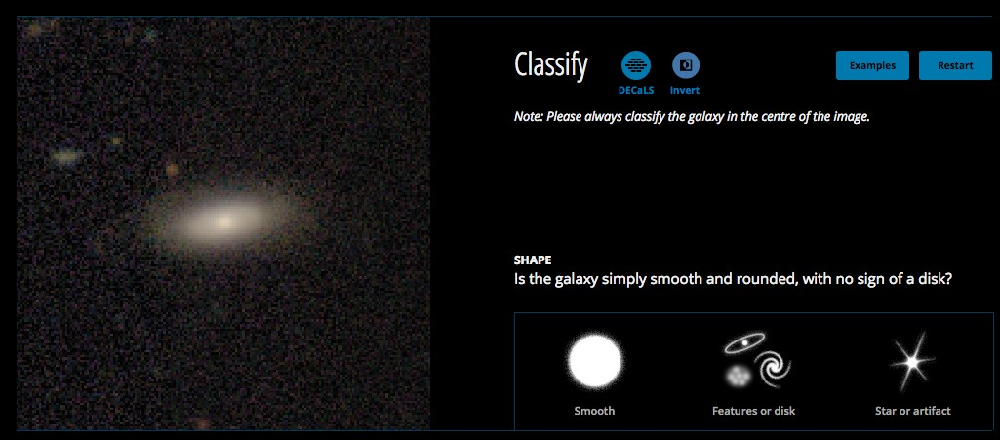 Classify
DECaLS
Invert
Examples
Restart
Note: Please always classify the galaxy in the centre of the image.
SHAPE
Is the galaxy simply smooth and rounded, with no sign of a disk?
Smooth
Features or disk
Star or artifact